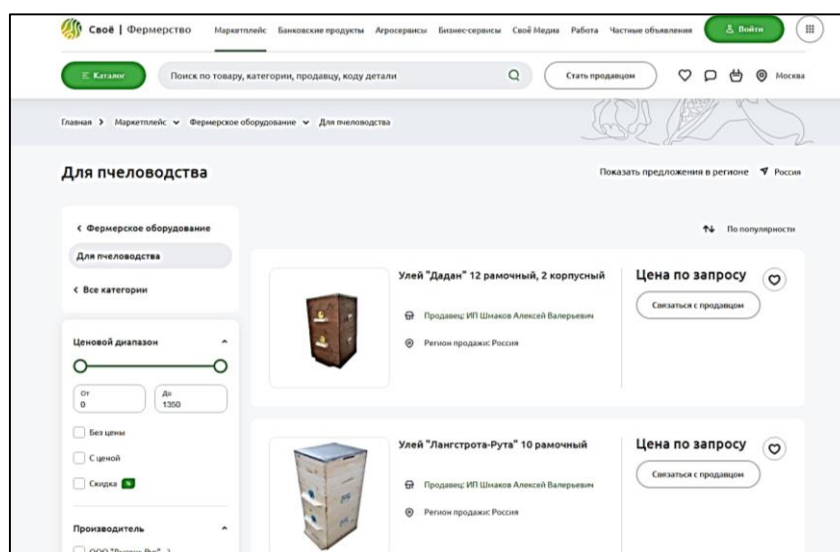 Своё | Фермерство
Маркетплейс Банковские продукты Агросервисы Бизнес-сервисы Своё Медиа Работа Частные объявления
Войти
Каталог
Поиск по товару, категории, продавцу, коду детали
Стать продавцом
Москва
Главная > Маркетплейс Фермерское оборудование Для пчеловодства
Для пчеловодства
Показать предложения в регионе Россия
Фермерское оборудование
По популярности
Для пчеловодства
Все категории
Улей "Дадан" 12 рамочный, 2 корпусный
Продавец: ИП Шмаков Алексей Валерьевич
Регион продажи: Россия
Цена по запросу
Связаться с продавцом
Ценовой диапазон
От
0
До
1350
Без цены
С ценой
Скидка %
Производитель
Улей "Лангстрота-Рута" 10 рамочный
Продавец: ИП Шмаков Алексей Валерьевич
Регион продажи: Россия
Цена по запросу
Связаться с продавцом